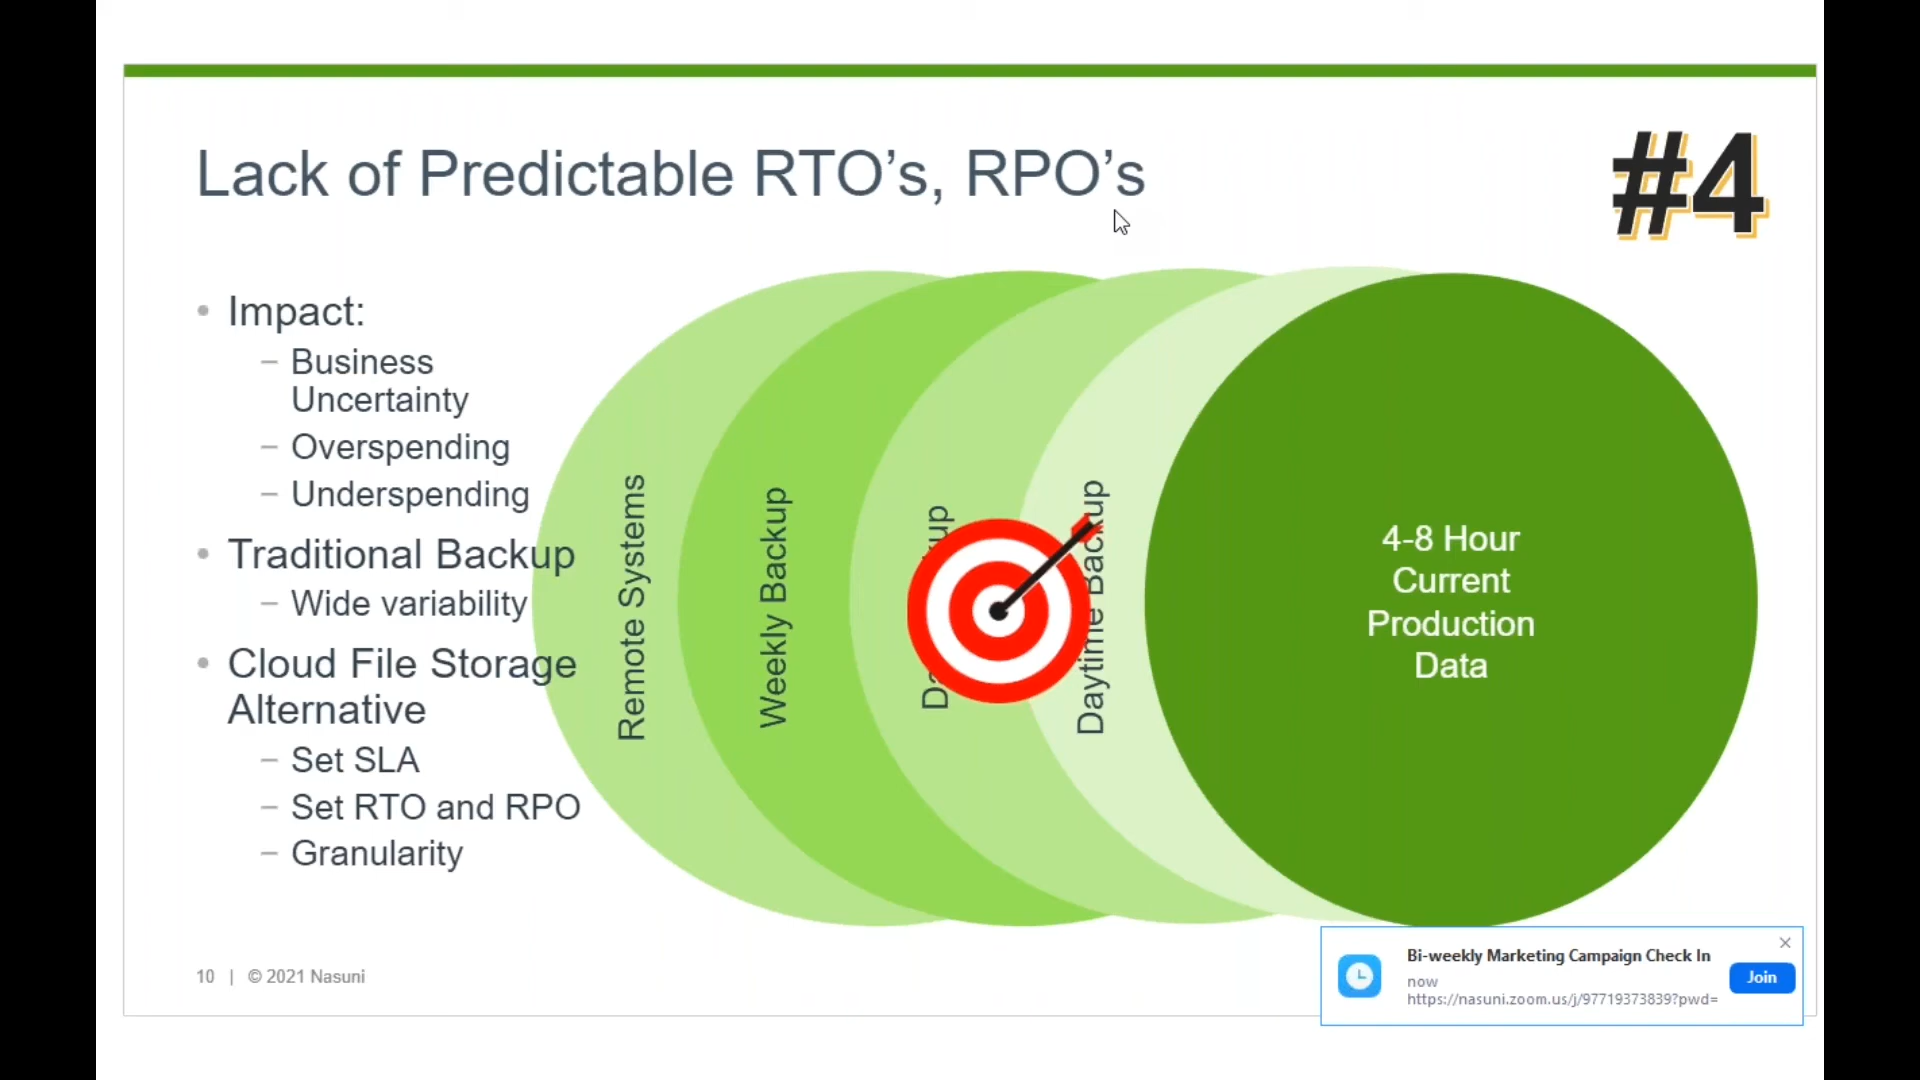 Lack of Predictable RTO’s, RPO’s
#4
• Impact:
– Business
Uncertainty
– Overspending
– Underspending
• Traditional Backup
– Wide variability
• Cloud File Storage
Alternative
– Set SLA
– Set RTO and RPO
– Granularity
Remote Systems
Weekly Backup
Daytime Backup
4-8 Hour
Current
Production
Data
10 | © 2021 Nasuni
Bi-weekly Marketing Campaign Check In
now
https://nasuni.zoom.us/j/97719373839?pwd=
Join